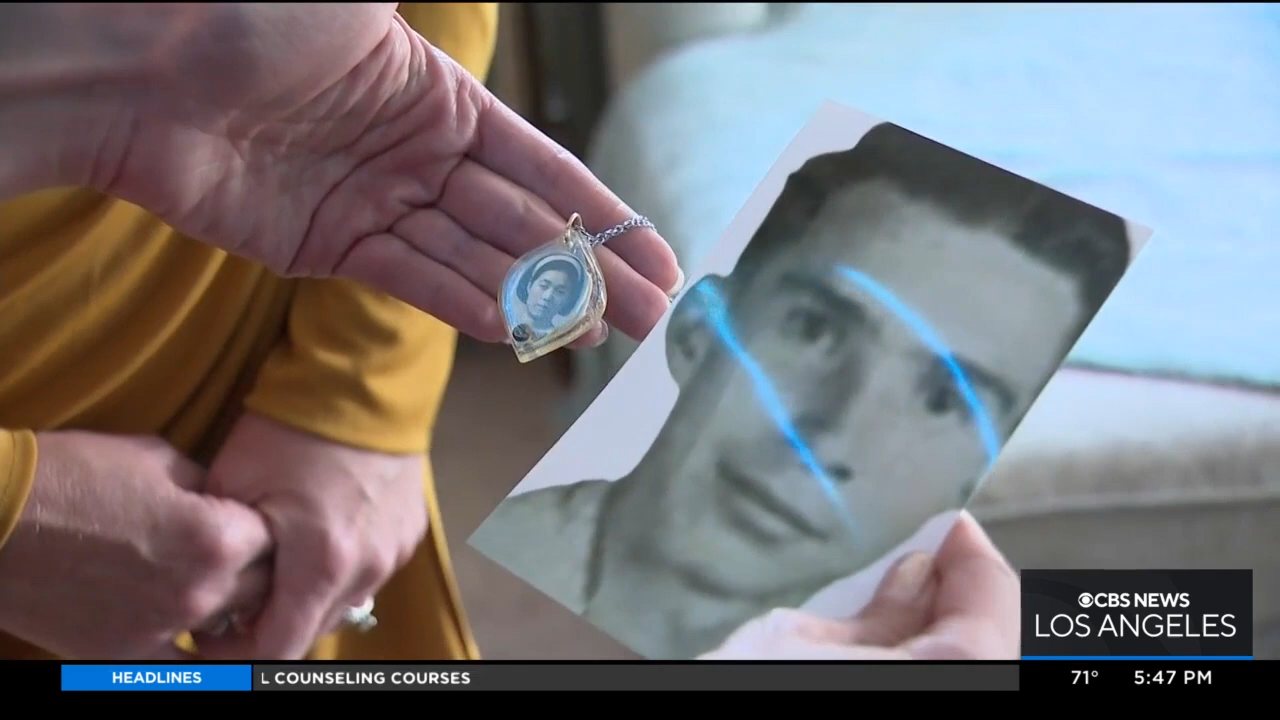 CBS NEWS
LOS ANGELES
HEADLINES
L COUNSELING COURSES
71° 5:47 PM